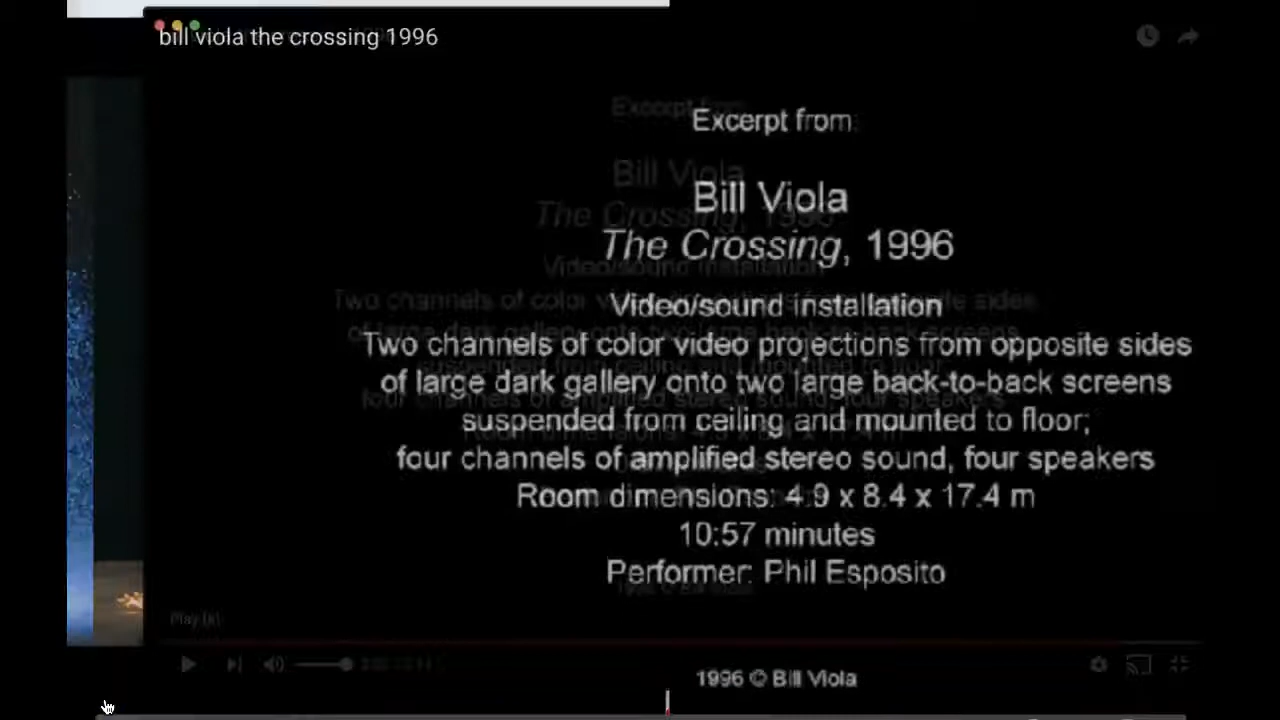 bill viola the crossing 1996
Excerpt from
Bill Viola
The Crossing, 1996
Video/sound installation
Two channels of color video projections from opposite sides
of large dark gallery onto two large back-to-back screens
suspended from ceiling and mounted to floor;
four channels of amplified stereo sound, four speakers
Room dimensions: 4.9 x 8.4 x 17.4 m
10:57 minutes
Performer: Phil Esposito
Play (k)
1996 © Bill Viola